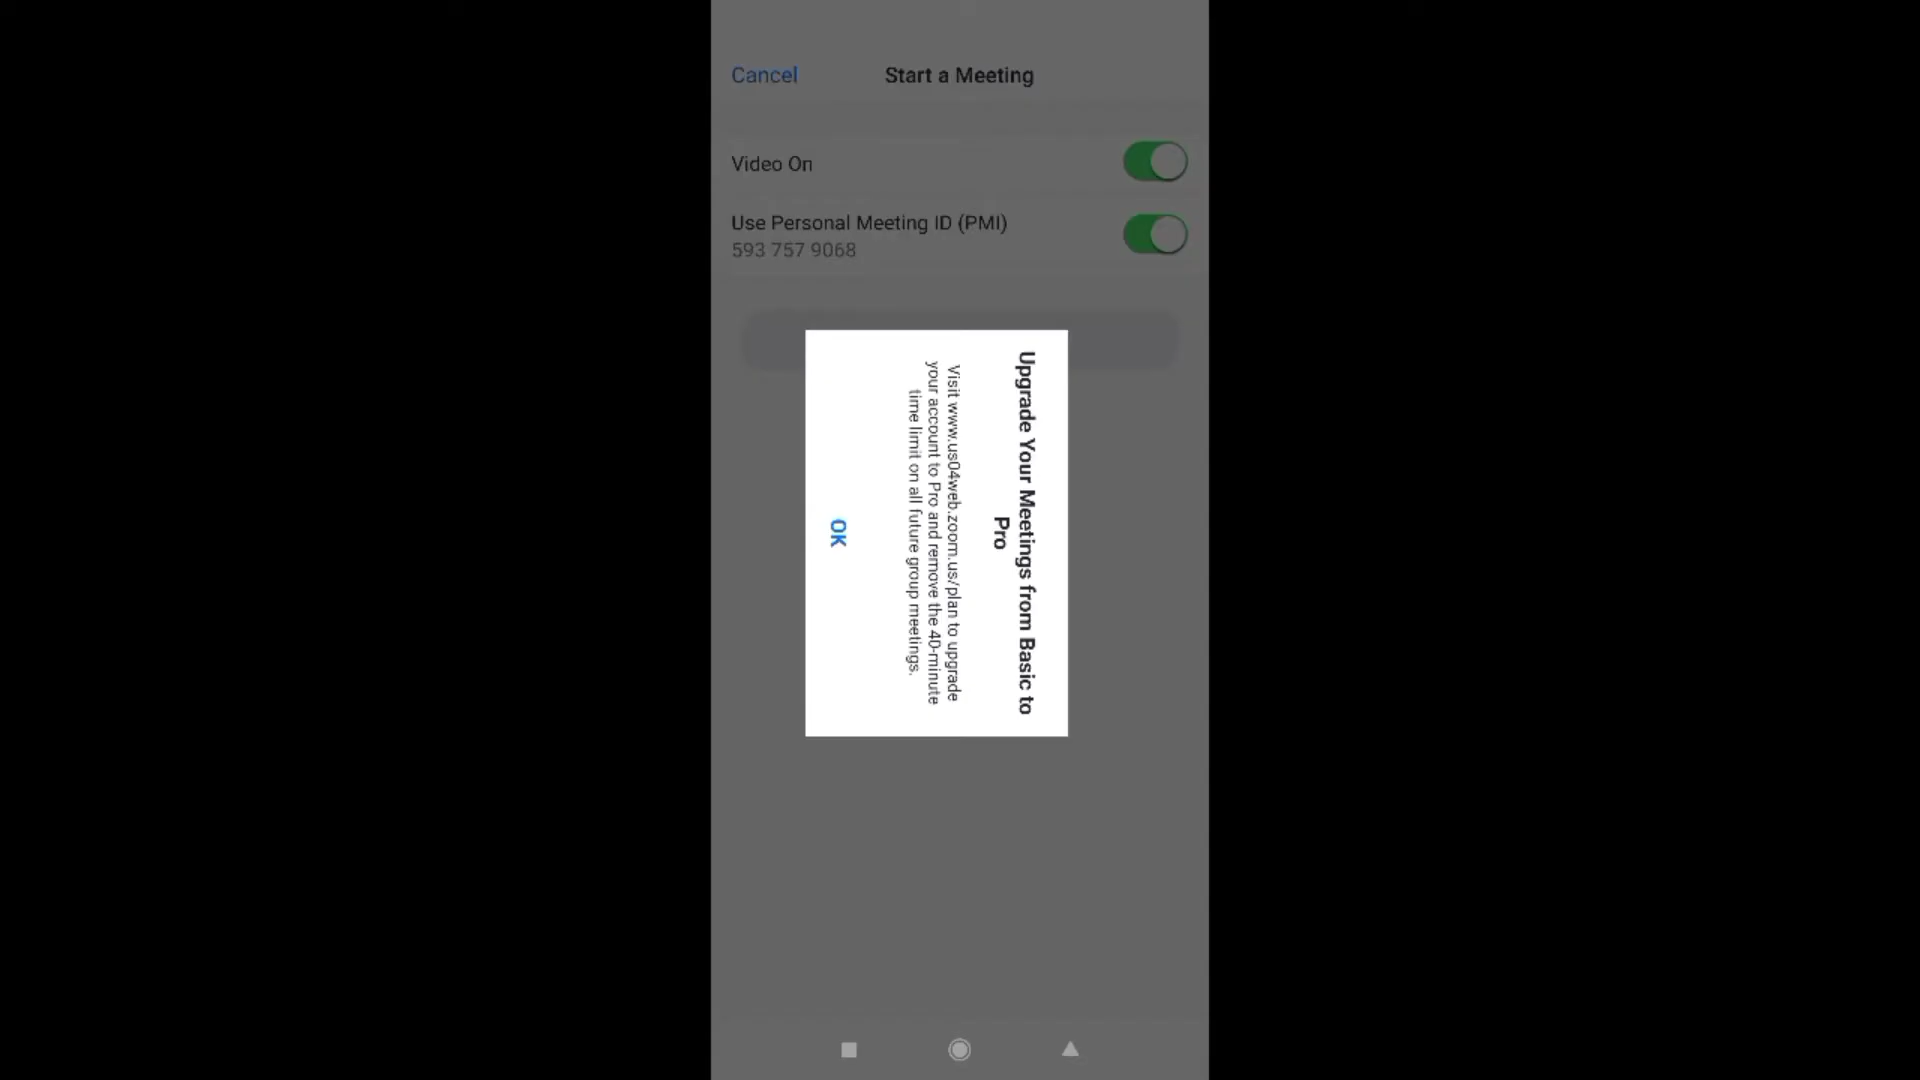 Cancel
Start a Meeting
Video On
Use Personal Meeting ID (PMI)
593 757 9068
Upgrade Your Meetings from Basic to
Pro
Visit www.us04web.zoom.us/plan to upgrade
your account to Pro and remove the 40-minute
time limit on all future group meetings.
OK